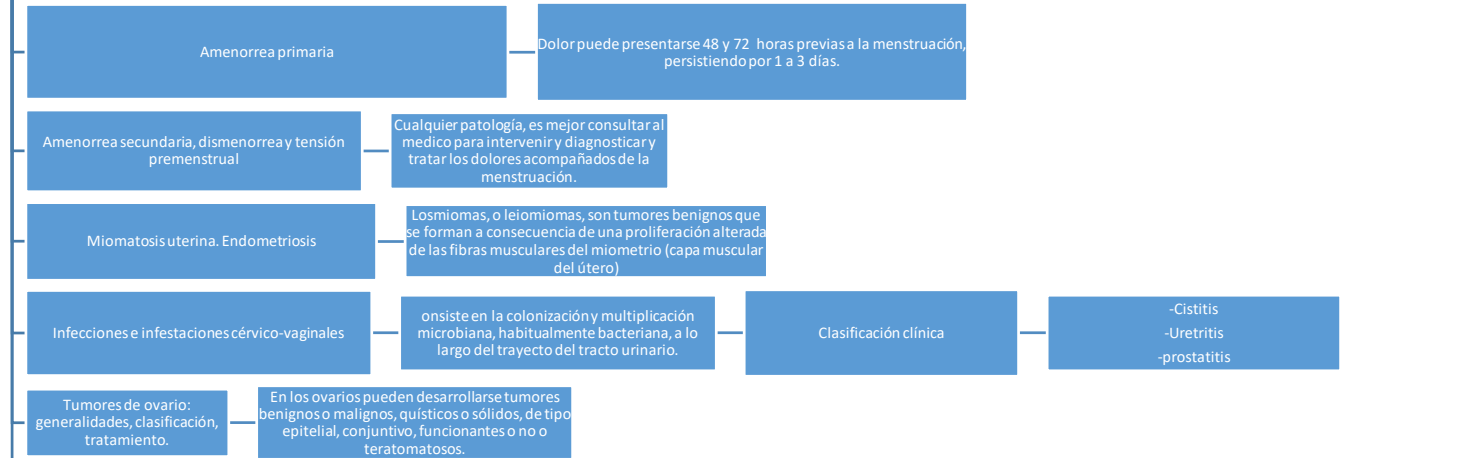 Amenorrea primaria
Dolor puede presentarse 48 y 72 horas previas a la menstruación,
persistiendo por 1 a 3 días.
Amenorrea secundaria, dismenorrea y tensión
premenstrual
Cualquier patología, es mejor consultar al
medico para intervenir y diagnosticar y
tratar los dolores acompañados de la
menstruación.
Miomatosis uterina. Endometriosis
Losmiomas, o leiomiomas, son tumores benignos que
se forman a consecuencia de una proliferación alterada
de las fibras musculares del miometrio (capa muscular
del útero)
Infecciones e infestaciones cérvico-vaginales
onsiste en la colonización y multiplicación
microbiana, habitualmente bacteriana, a lo
largo del trayecto del tracto urinario.
Clasificación clínica
-Cistitis
-Uretritis
-prostatitis
Tumores de ovario:
generalidades, clasificación,
tratamiento.
En los ovarios pueden desarrollarse tumores
benignos o malignos, quísticos o sólidos, de tipo
epitelial, conjuntivo, funcionantes o no o
teratomatosos.